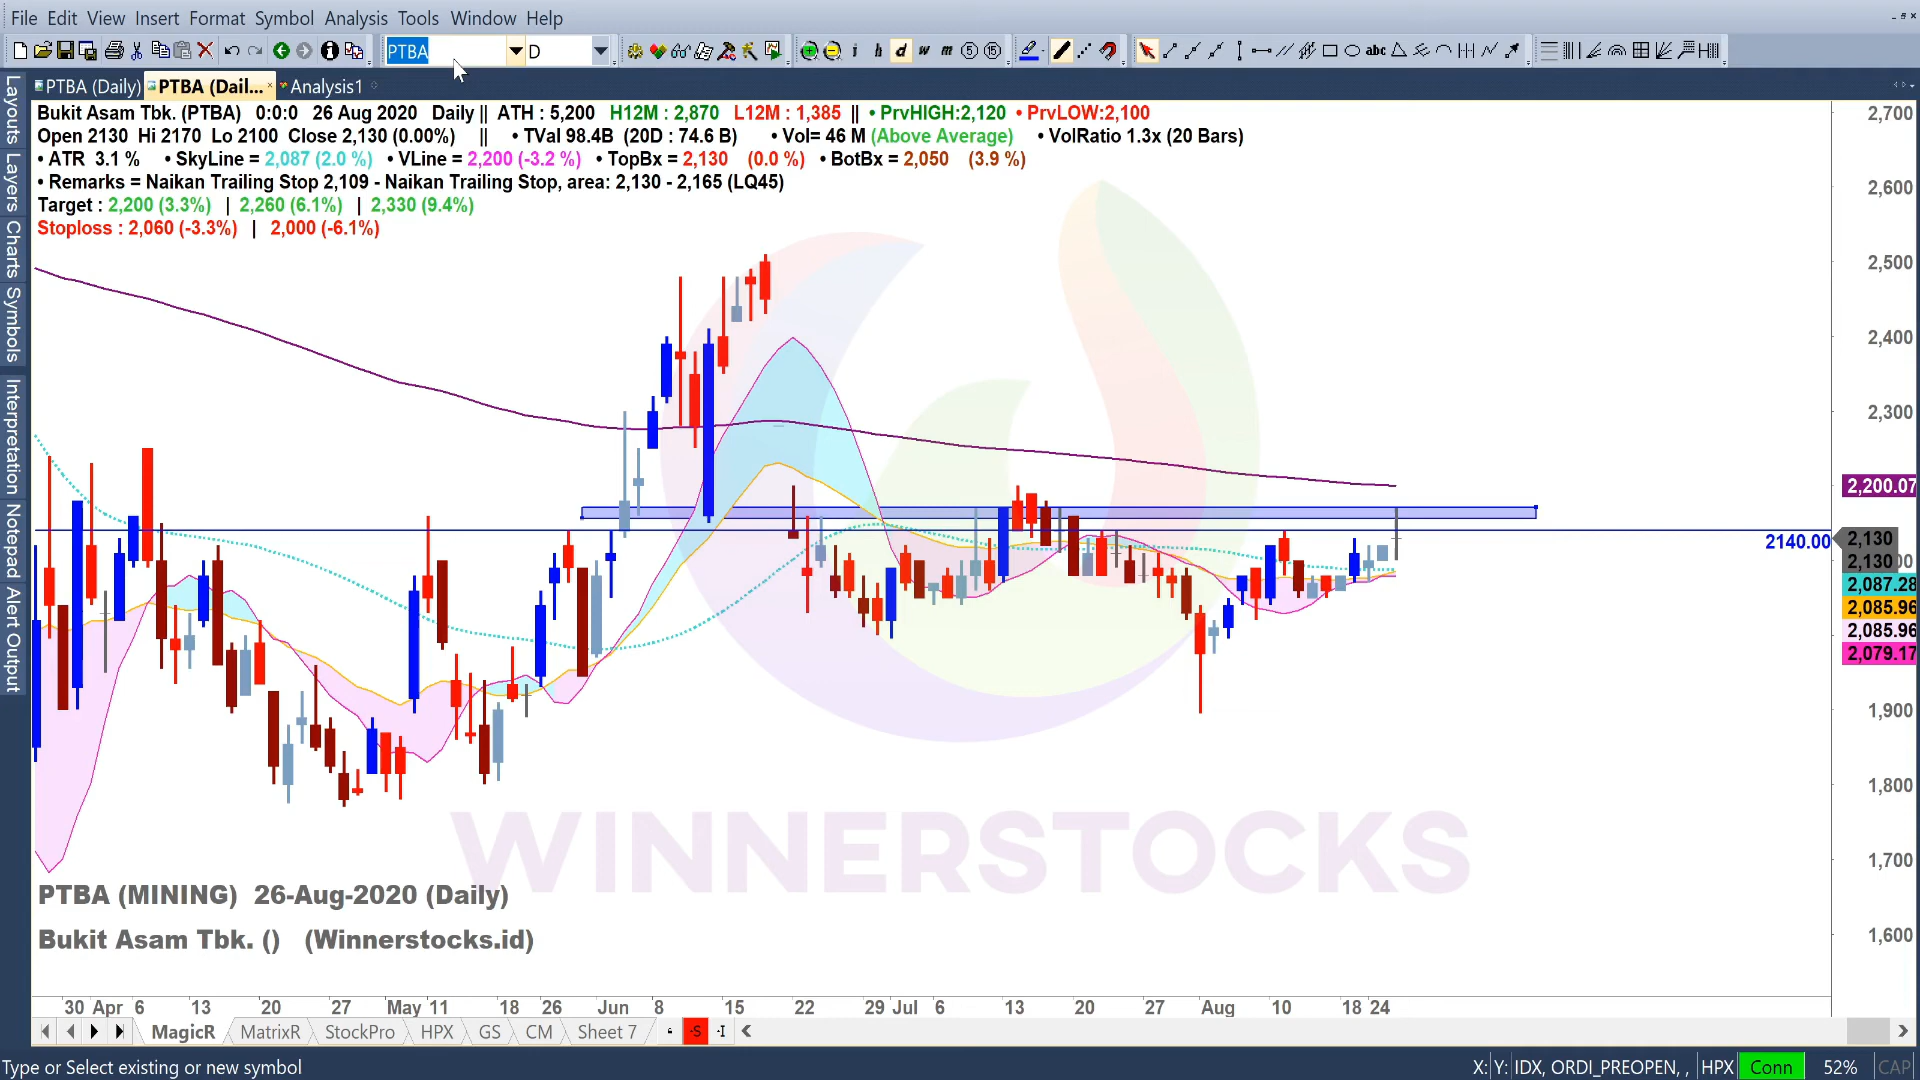 File Edit View Insert Format Symbol Analysis Tools Window Help
PTBA D i h d w m 5 15 abc
PTBA (Daily) PTBA (Dail... Analysis1
Layouts Layers Charts Symbols Interpretation Notepad Alert Output
Bukit Asam Tbk. (PTBA) 0:0:0 26 Aug 2020 Daily || ATH : 5,200 H12M : 2,870 L12M : 1,385 || • PrvHIGH:2,120 • PrvLOW:2,100
Open 2130 Hi 2170 Lo 2100 Close 2,130 (0.00%) || • TVal 98.4B (20D : 74.6 B) • Vol= 46 M (Above Average) • VolRatio 1.3x (20 Bars)
• ATR 3.1 % • SkyLine = 2,087 (2.0 %) • VLine = 2,200 (-3.2 %) • TopBx = 2,130 (0.0 %) • BotBx = 2,050 (3.9 %)
• Remarks = Naikan Trailing Stop 2,109 - Naikan Trailing Stop, area: 2,130 - 2,165 (LQ45)
Target : 2,200 (3.3%) | 2,260 (6.1%) | 2,330 (9.4%)
Stoploss : 2,060 (-3.3%) | 2,000 (-6.1%)
2,700
2,600
2,500
2,400
2,300
2,200.07
2140.00
2,130
2,130
2,087.28
2,085.96
2,085.96
2,079.17
1,900
1,800
1,700
1,600
WINNERSTOCKS
PTBA (MINING) 26-Aug-2020 (Daily)
Bukit Asam Tbk. () (Winnerstocks.id)
30 Apr 6 13 20 27 May 11 18 26 Jun 8 15 22 29 Jul 6 13 20 27 Aug 10 18 24
MagicR MatrixR StockPro HPX GS CM Sheet 7 -S -I
Type or Select existing or new symbol X: Y: IDX, ORDI_PREOPEN, , HPX Conn 52% CAP